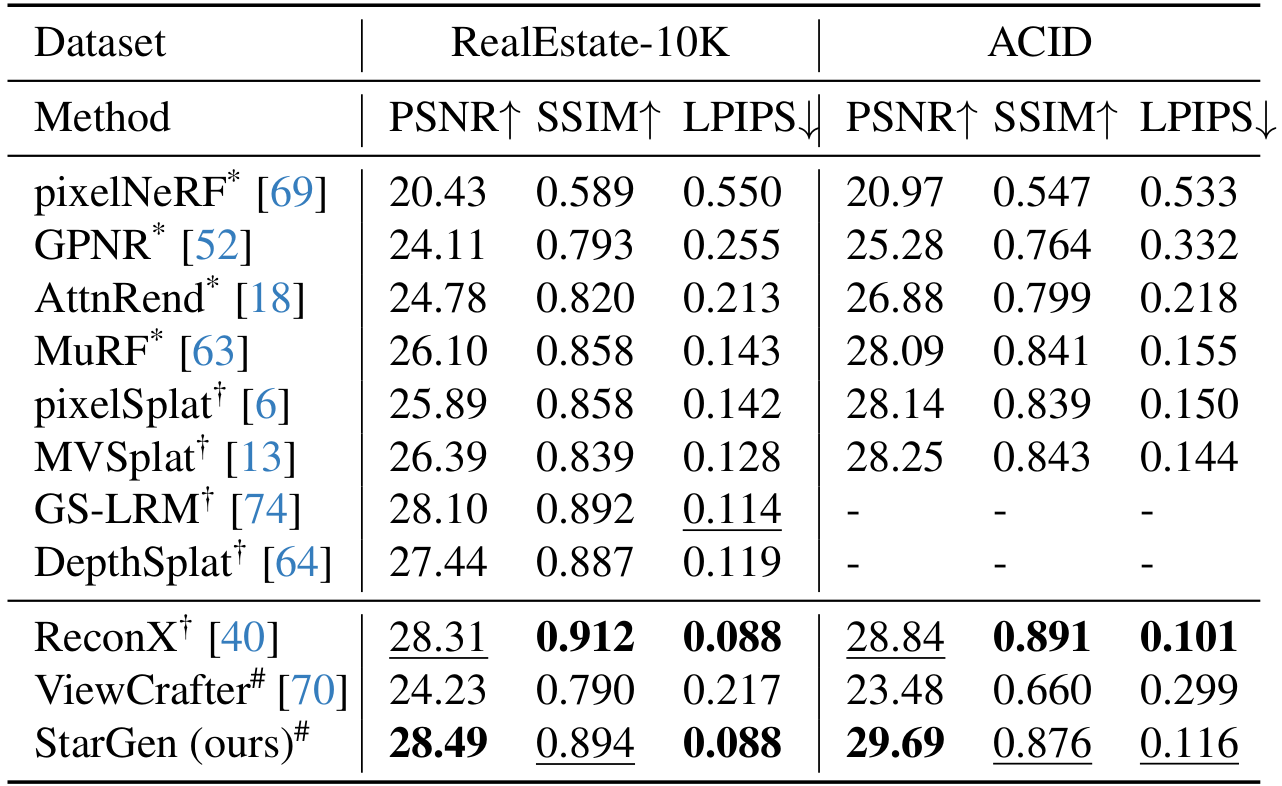 Dataset RealEstate-10K ACID
Method PSNR↑ SSIM↑ LPIPS↓ PSNR↑ SSIM↑ LPIPS↓
pixelNeRF* [69] 20.43 0.589 0.550 20.97 0.547 0.533
GPNR* [52] 24.11 0.793 0.255 25.28 0.764 0.332
AttnRend* [18] 24.78 0.820 0.213 26.88 0.799 0.218
MuRF* [63] 26.10 0.858 0.143 28.09 0.841 0.155
pixelSplat† [6] 25.89 0.858 0.142 28.14 0.839 0.150
MVSplat† [13] 26.39 0.839 0.128 28.25 0.843 0.144
GS-LRM† [74] 28.10 0.892 0.114 - - -
DepthSplat† [64] 27.44 0.887 0.119 - - -
ReconX† [40] 28.31 0.912 0.088 28.84 0.891 0.101
ViewCrafter# [70] 24.23 0.790 0.217 23.48 0.660 0.299
StarGen (ours)# 28.49 0.894 0.088 29.69 0.876 0.116